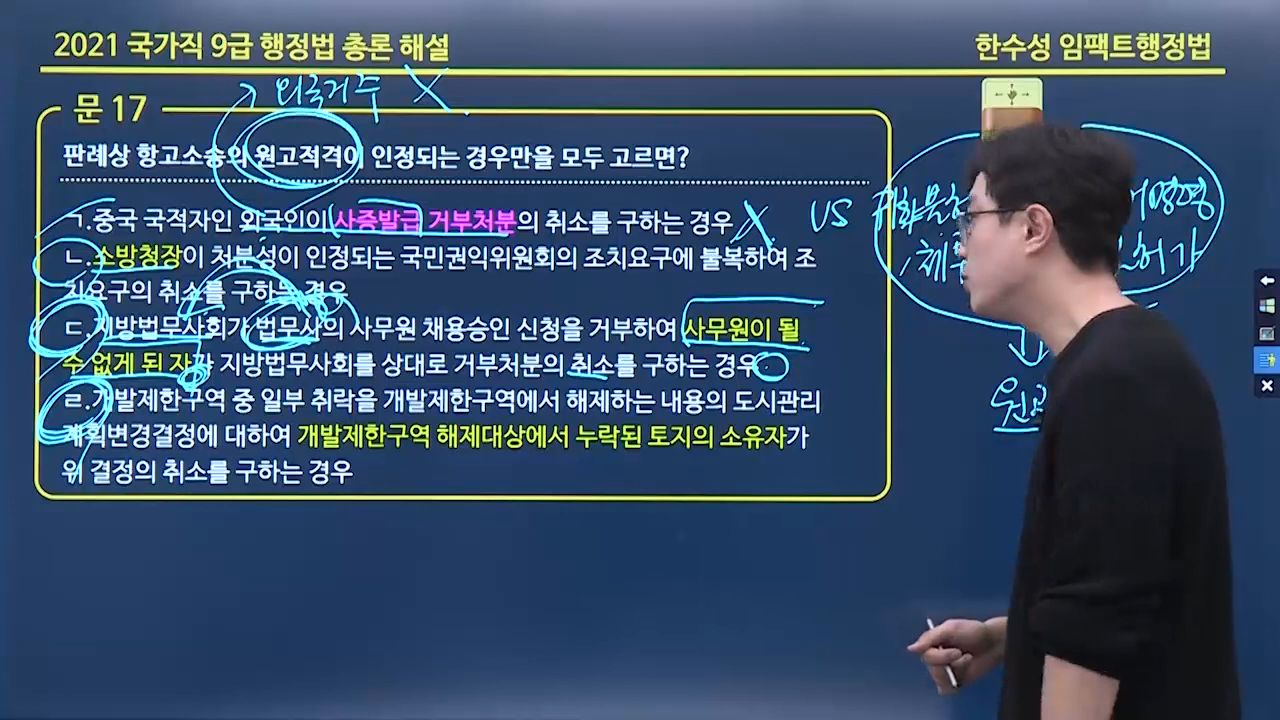 2021 국가직 9급 행정법 총론 해설
한수성 임팩트행정법
외국거주 X
문 17
판례상 항고소송의 원고적격이 인정되는 경우만을 모두 고르면?
ㄱ.중국 국적자인 외국인이 사증발급 거부처분의 취소를 구하는 경우 X VS
ㄴ.소방청장이 처분성이 인정되는 국민권익위원회의 조치요구에 불복하여 조
치요구의 취소를 구하는 경우
ㄷ.지방법무사회가 법무사의 사무원 채용승인 신청을 거부하여 사무원이 될
수 없게 된 자가 지방법무사회를 상대로 거부처분의 취소를 구하는 경우
ㄹ.개발제한구역 중 일부 취락을 개발제한구역에서 해제하는 내용의 도시관리
계획변경결정에 대하여 개발제한구역 해제대상에서 누락된 토지의 소유자가
위 결정의 취소를 구하는 경우